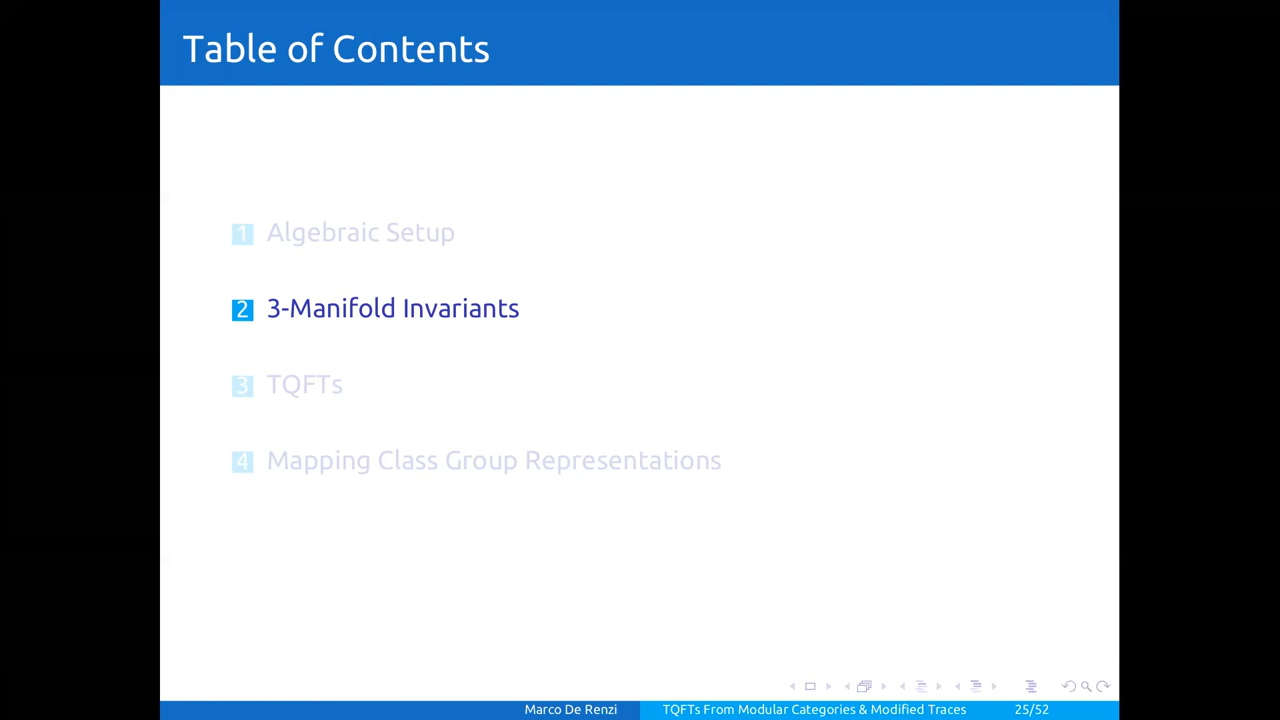 Table of Contents
1 Algebraic Setup
2 3-Manifold Invariants
3 TQFTs
4 Mapping Class Group Representations
Marco De Renzi TQFTs From Modular Categories & Modified Traces 25/52